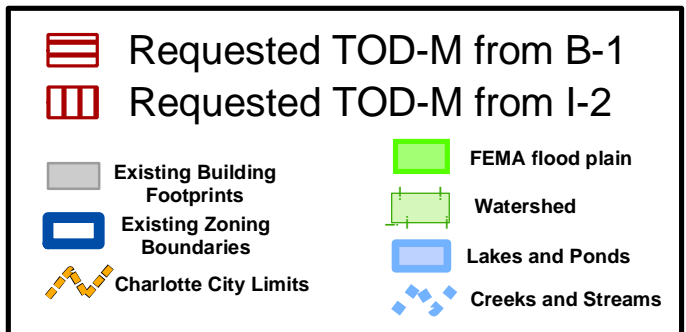 Requested TOD-M from B-1
Requested TOD-M from I-2
Existing Building
Footprints
Existing Zoning
Boundaries
Charlotte City Limits
FEMA flood plain
Watershed
Lakes and Ponds
Creeks and Streams